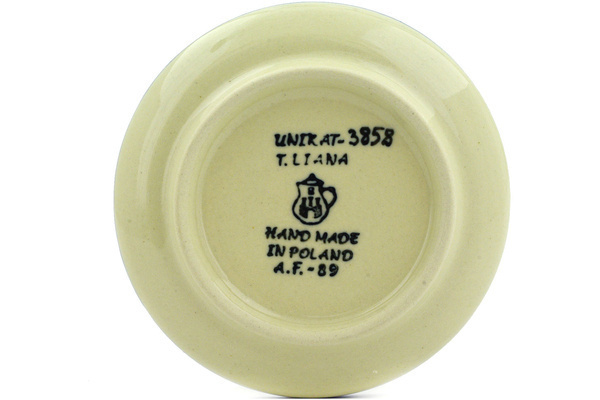 UNIKAT-3858
T.LIANA
HAND MADE
IN POLAND
A.F.-89